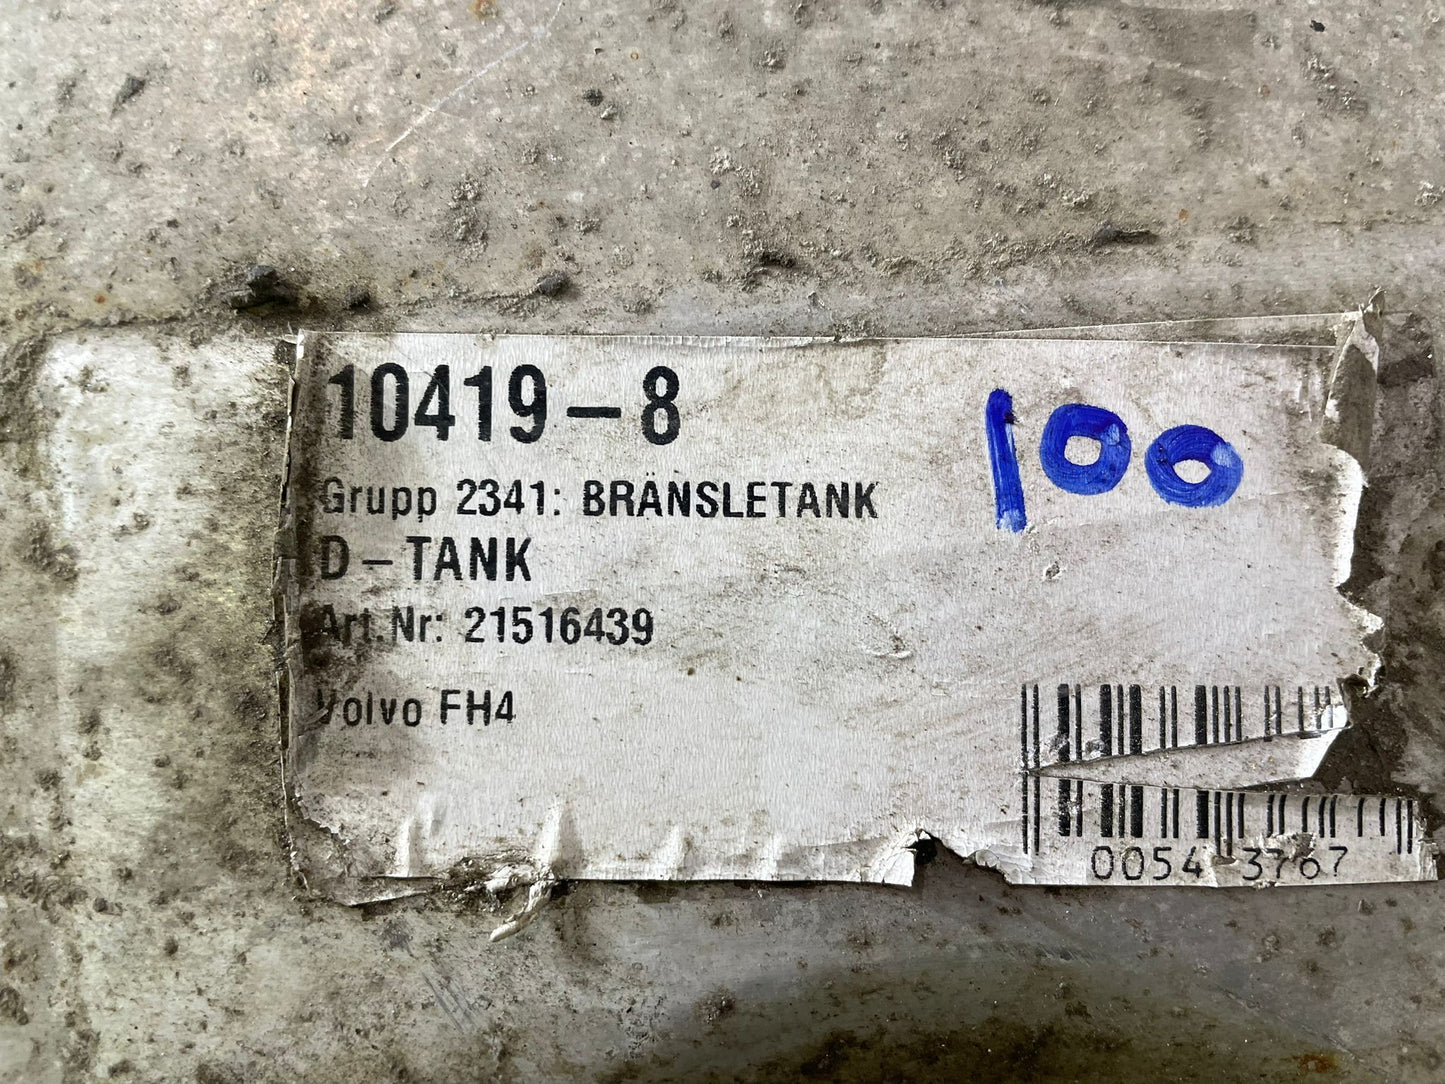 10419-8
100
Grupp 2341: BRÄNSLETANK
D-TANK
Art.Nr: 21516439
Volvo FH4
0054 3767